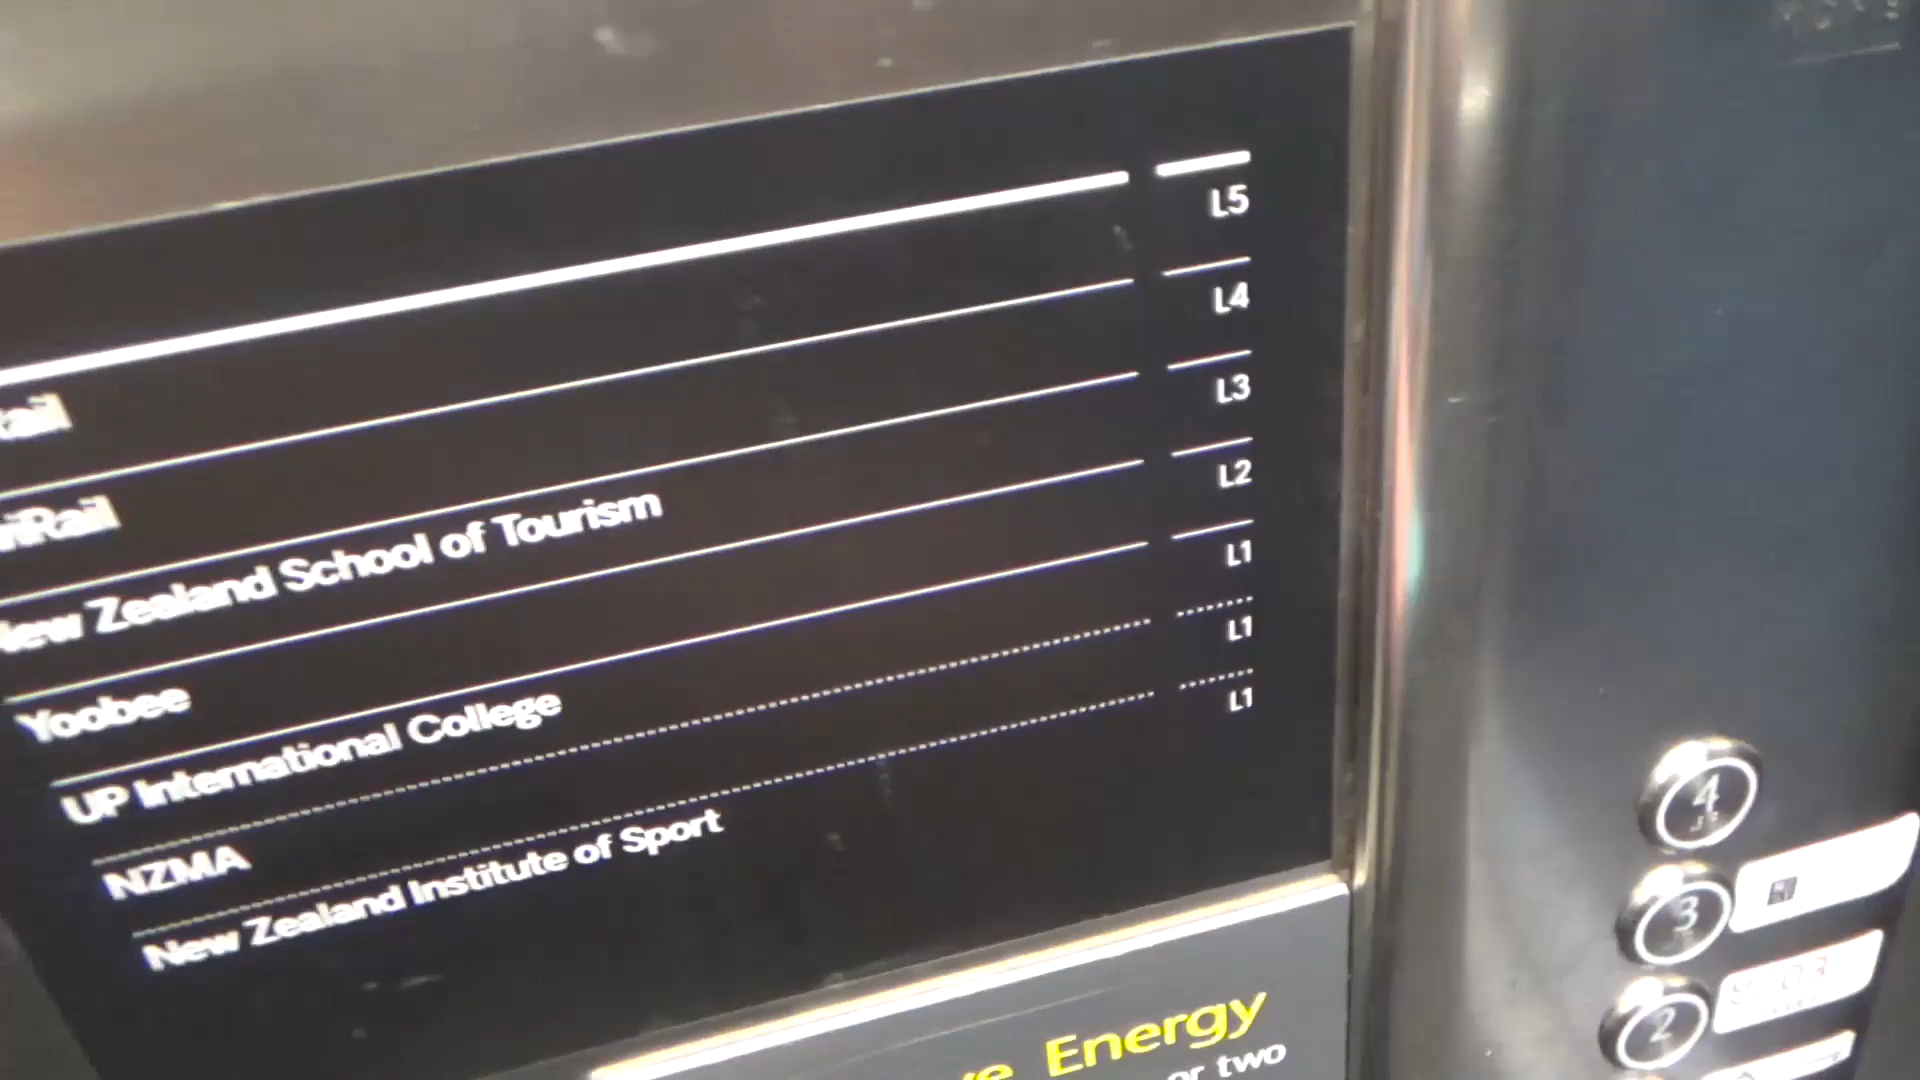 L5
ail L4
wiRail L3
New Zealand School of Tourism L2
Yoobee L1
UP International College L1
NZMA L1
New Zealand Institute of Sport
Energy
or two
4
3
2